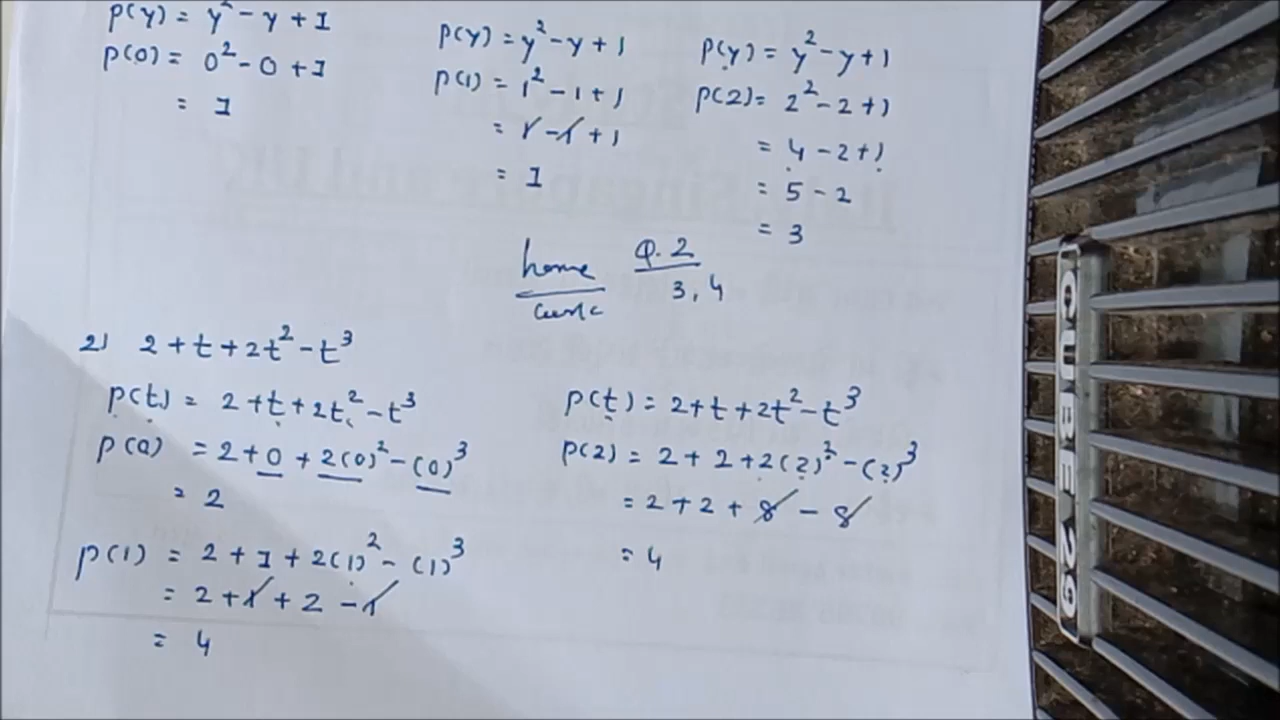 p(y) = y² - y + 1
p(0) = 0² - 0 + 1
= 1
p(y) = y² - y + 1
p(1) = 1² - 1 + 1
= 1 - 1 + 1
= 1
p(y) = y² - y + 1
p(2) = 2² - 2 + 1
= 4 - 2 + 1
= 5 - 2
= 3
home Q. 2
3, 4
2) 2 + t + 2t² - t³
p(t) = 2 + t + 2t² - t³
p(0) = 2 + 0 + 2(0)² - (0)³
= 2
p(1) = 2 + 1 + 2(1)² - (1)³
= 2 + 1 + 2 - 1
= 4
p(t) = 2 + t + 2t² - t³
p(2) = 2 + 2 + 2(2)² - (2)³
= 2 + 2 + 8 - 8
= 4
CUBE 29